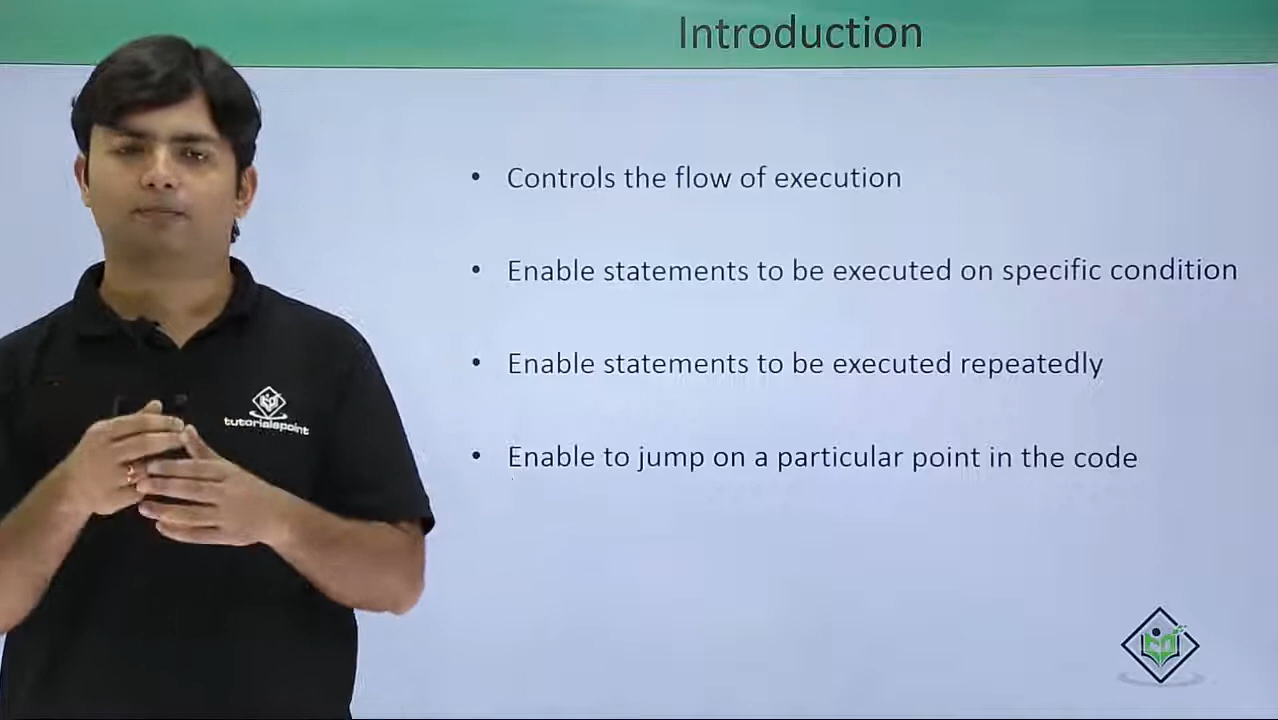 Introduction
• Controls the flow of execution
• Enable statements to be executed on specific condition
• Enable statements to be executed repeatedly
• Enable to jump on a particular point in the code
tutorialspoint